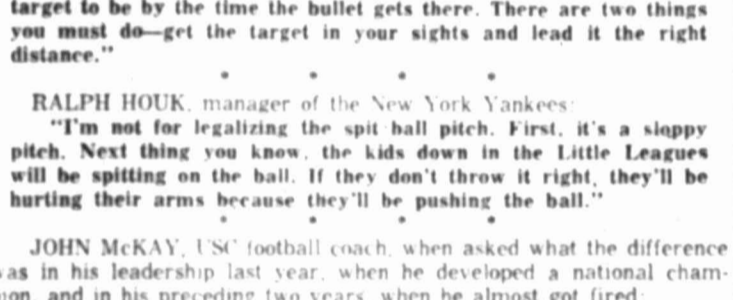 target to be by the time the bullet gets there. There are two things
you must do—get the target in your sights and lead it the right
distance."
* * * *
RALPH HOUK, manager of the New York Yankees:
"I'm not for legalizing the spit ball pitch. First, it's a sloppy
pitch. Next thing you know, the kids down in the Little Leagues
will be spitting on the ball. If they don't throw it right, they'll be
hurting their arms because they'll be pushing the ball."
* * * *
JOHN McKAY, USC football coach, when asked what the difference
was in his leadership last year, when he developed a national cham-
ion, and in his preceding two years, when he almost got fired: